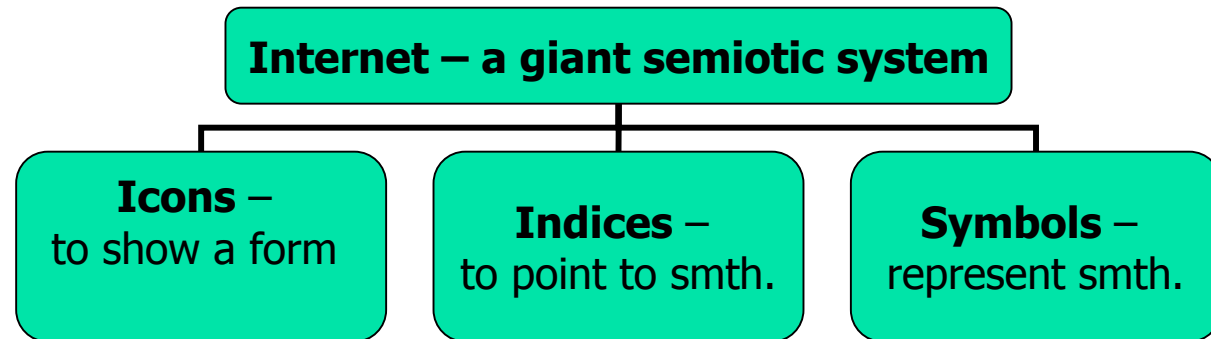 Internet – a giant semiotic system
Icons –
to show a form
Indices –
to point to smth.
Symbols –
represent smth.